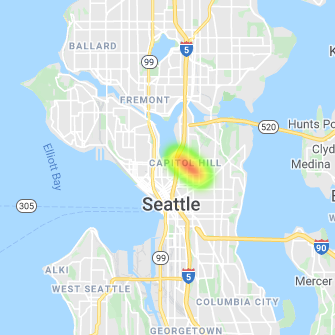 BALLARD
5
99
FREMONT
520
Hunts Po
Clyd
Medina
CAPITOL HILL
Elliott Bay
Seattle
305
90
99
ALKI
5
Mercer
WEST SEATTLE
COLUMBIA CITY
GEORGETOWN